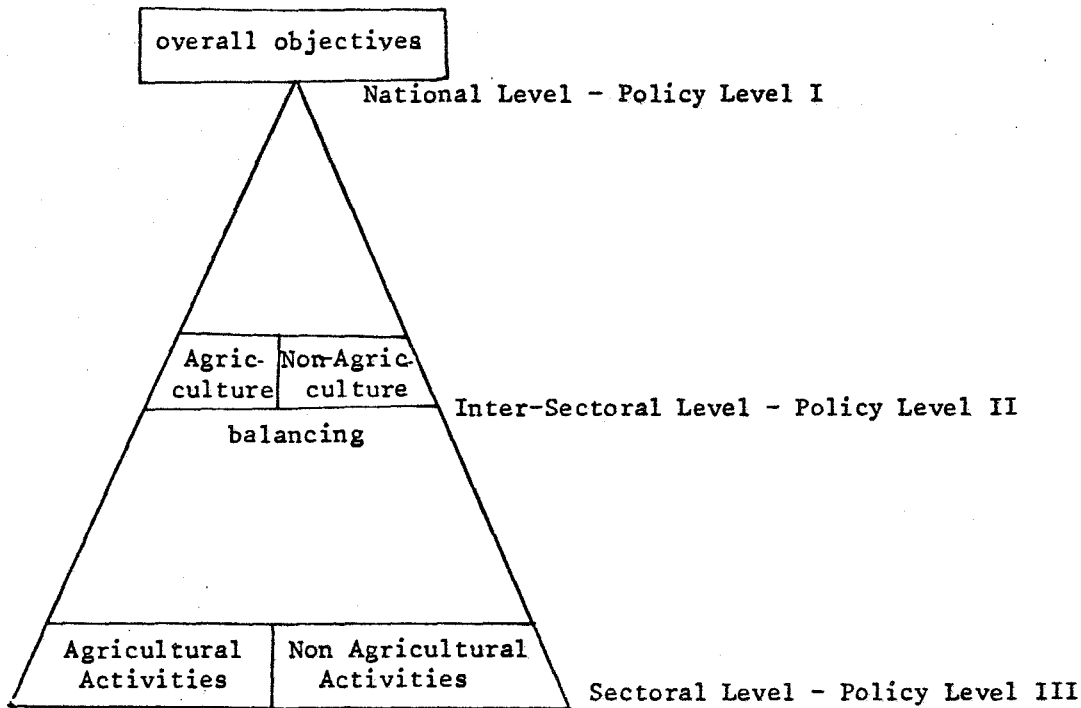 overall objectives
National Level - Policy Level I
Agric- Non-Agric-
culture culture
Inter-Sectoral Level - Policy Level II
balancing
Agricultural Non Agricultural
Activities Activities
Sectoral Level - Policy Level III